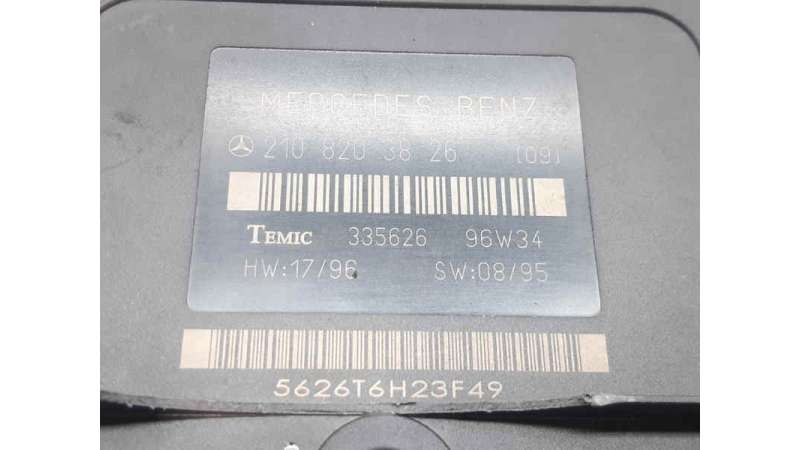 MERCEDES-BENZ
210 820 38 26 [09]
TEMIC 335626 96W34
HW:17/96 SW:08/95
5626T6H23F49